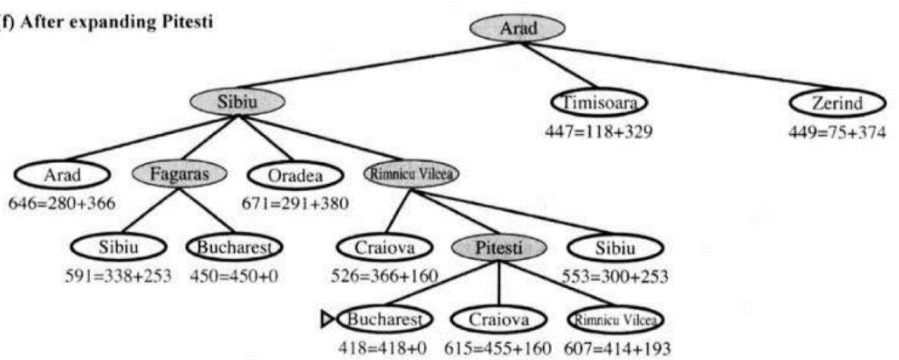 (f) After expanding Pitesti
Arad
Sibiu
Timisoara
Zerind
447=118+329
449=75+374
Arad
Fagaras
Oradea
Rimnicu Vilcea
646=280+366
671=291+380
Sibiu
Bucharest
Craiova
Pitesti
Sibiu
591=338+253
450=450+0
526=366+160
553=300+253
Bucharest
Craiova
Rimnicu Vilcea
418=418+0
615=455+160
607=414+193